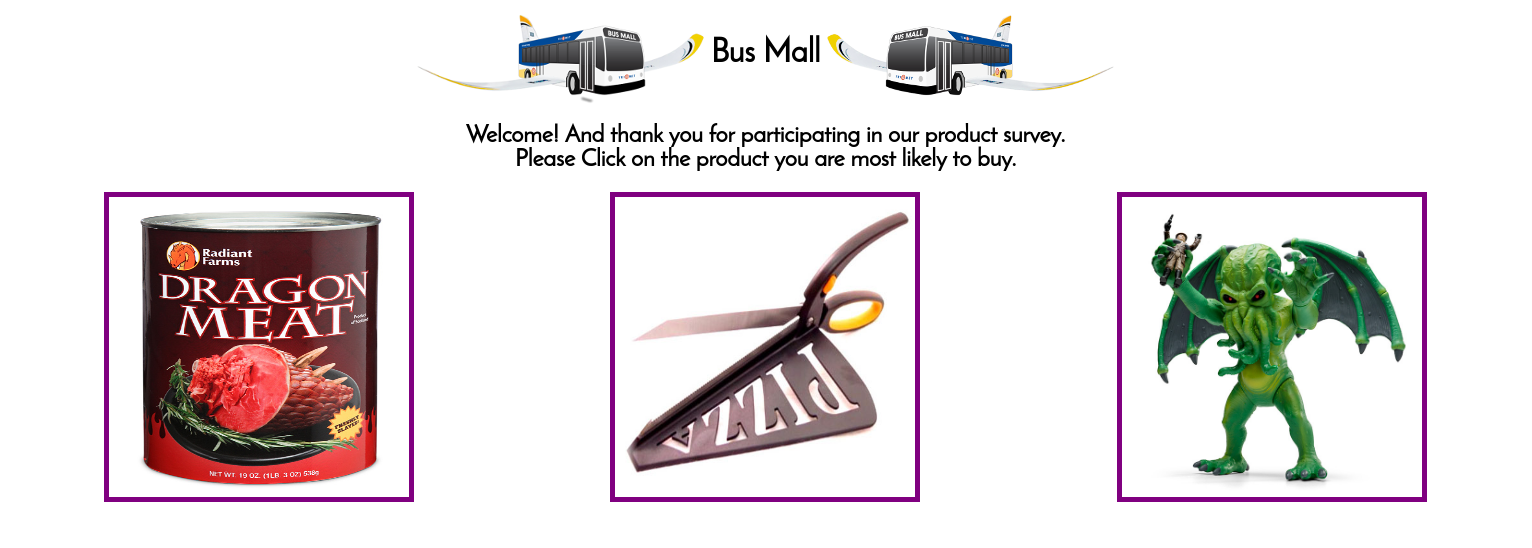 BUS MALL
Bus Mall
BUS MALL
Welcome! And thank you for participating in our product survey.
Please Click on the product you are most likely to buy.
Radiant
Farms
DRAGON
MEAT
FRESHLY
SLAYED
NET WT. 19 OZ. (1LB. 3 OZ) 538g
PIZZA